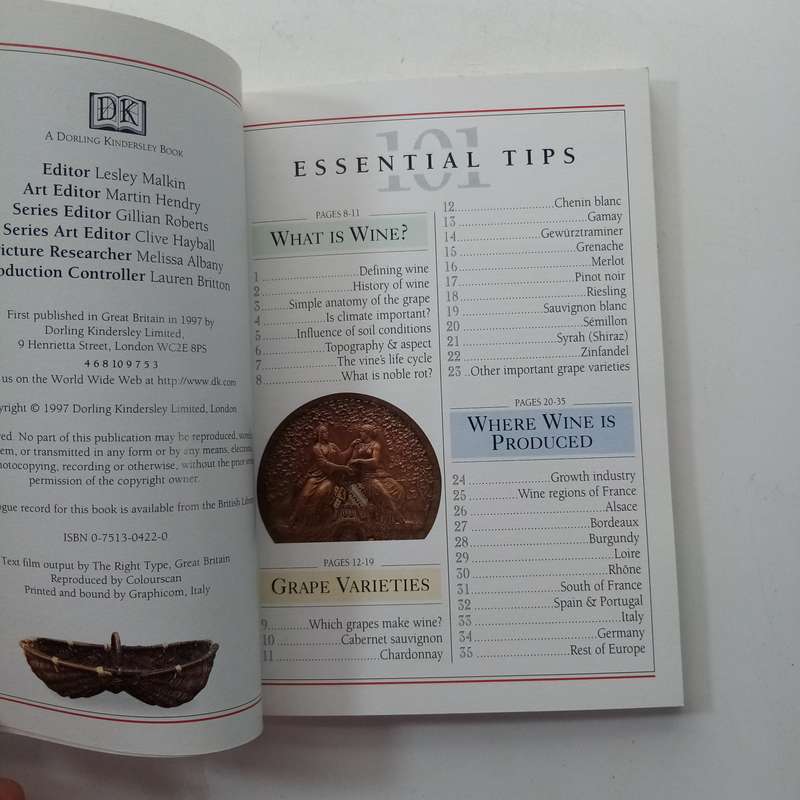 DK
A DORLING KINDERSLEY BOOK
Editor Lesley Malkin
Art Editor Martin Hendry
Series Editor Gillian Roberts
Series Art Editor Clive Hayball
icture Researcher Melissa Albany
oduction Controller Lauren Britton
First published in Great Britain in 1997 by
Dorling Kindersley Limited,
9 Henrietta Street, London WC2E 8PS
4 6 8 10 9 7 5 3
us on the World Wide Web at http://www.dk.com
yright © 1997 Dorling Kindersley Limited, London
No part of this publication may be reproduced,
or transmitted in any form or by any means,
hotocopying, recording or otherwise, without the prior
permission of the copyright owner.
gue record for this book is available from the British
ISBN 0-7513-0422-0
Text film output by The Right Type, Great Britain
Reproduced by Colourscan
Printed and bound by Graphicom, Italy
101
ESSENTIAL TIPS
PAGES 8-11
WHAT IS WINE?
1 Defining wine
2 History of wine
3 Simple anatomy of the grape
4 Is climate important?
5 Influence of soil conditions
6 Topography & aspect
7 The vine's life cycle
8 What is noble rot?
PAGES 12-19
GRAPE VARIETIES
9 Which grapes make wine?
10 Cabernet sauvignon
11 Chardonnay
12 Chenin blanc
13 Gamay
14 Gewürztraminer
15 Grenache
16 Merlot
17 Pinot noir
18 Riesling
19 Sauvignon blanc
20 Sémillon
21 Syrah (Shiraz)
22 Zinfandel
23 ..Other important grape varieties
PAGES 20-35
WHERE WINE IS
PRODUCED
24 Growth industry
25 Wine regions of France
26 Alsace
27 Bordeaux
28 Burgundy
29 Loire
30 Rhône
31 South of France
32 Spain & Portugal
33 Italy
34 Germany
35 Rest of Europe